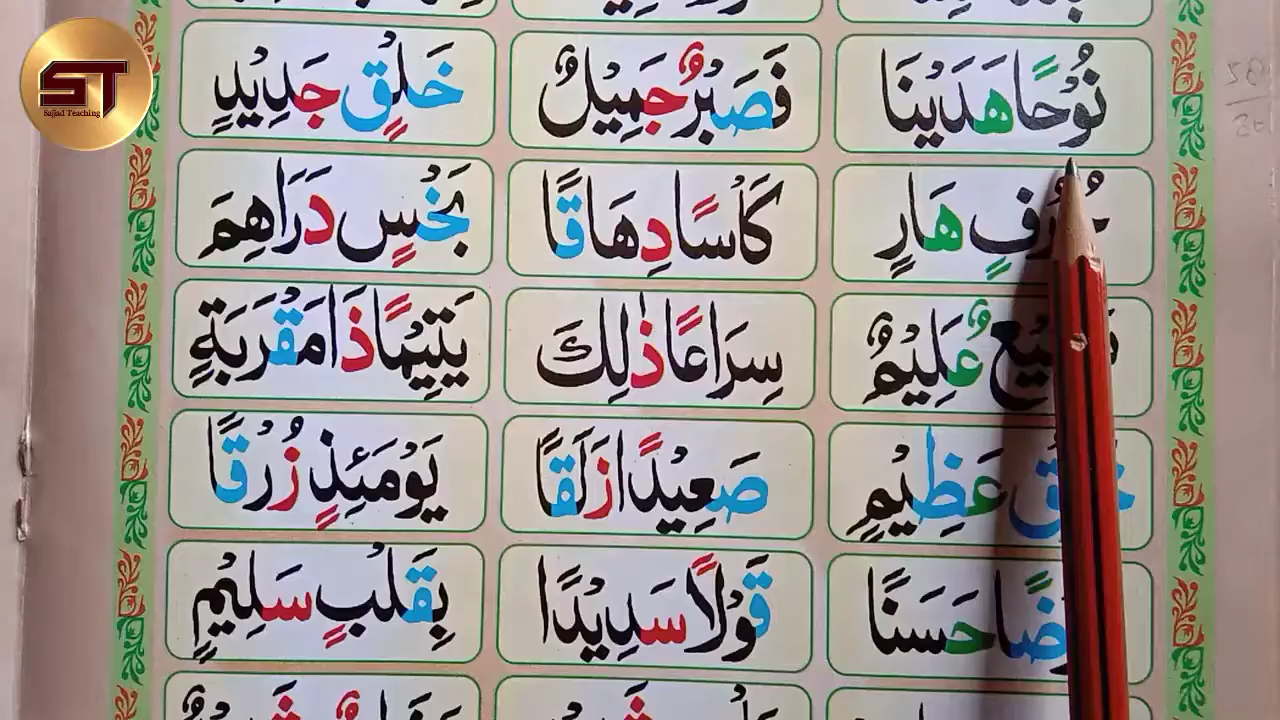 ST
Sajjad Teaching
نُوْحًا هَدَيْنَا فَصَبْرٌ جَمِيْلٌ خَلْقٍ جَدِيْدٍ
هَارٍ كَأْسًا دِهَاقًا بَخْسٍ دَرَاهِمَ
عَلِيْمٌ سِرَاعًا ذٰلِكَ يَتِيْمًا ذَا مَقْرَبَةٍ
عَظِيْمٍ صَعِيْدًا زَلَقًا يَوْمَئِذٍ زُرْقًا
حَسَنًا قَوْلًا سَدِيْدًا بِقَلْبٍ سَلِيْمٍ